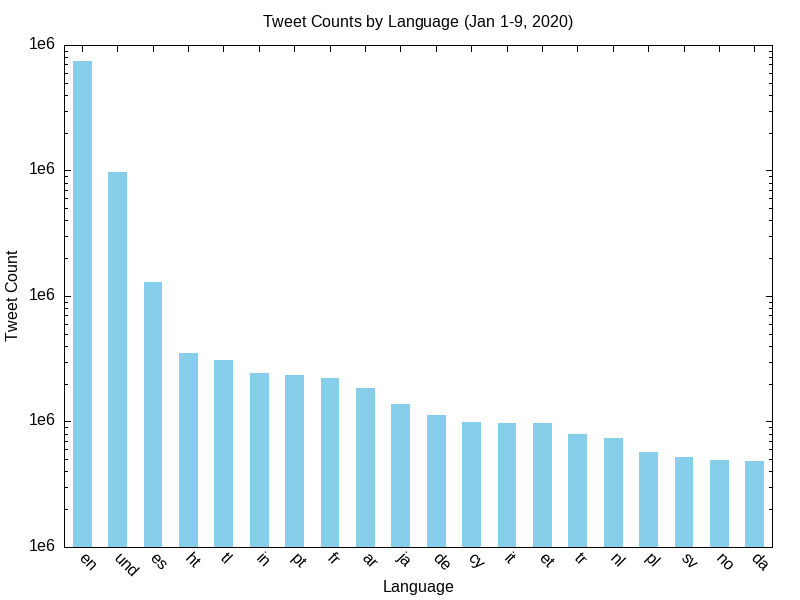 Tweet Counts by Language (Jan 1-9, 2020)
1e6
1e6
1e6
1e6
1e6
Tweet Count
en und es ht tl in pt fr ar ja de cy it et tr nl pl sv no da
Language